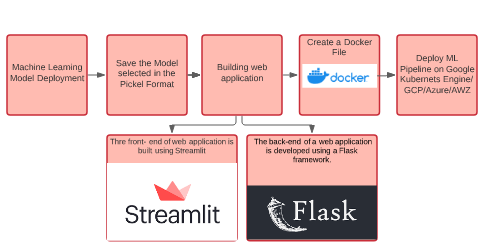 Machine Learning
Model Deployment
Save the Model
selected in the
Pickel Format
Building web
application
Create a Docker
File
docker
Deploy ML
Pipeline on Google
Kubernets Engine/
GCP/Azure/AWZ
Thre front- end of web application is
built using Streamlit
Streamlit
The back-end of a web application
is developed using a Flask
framework.
Flask